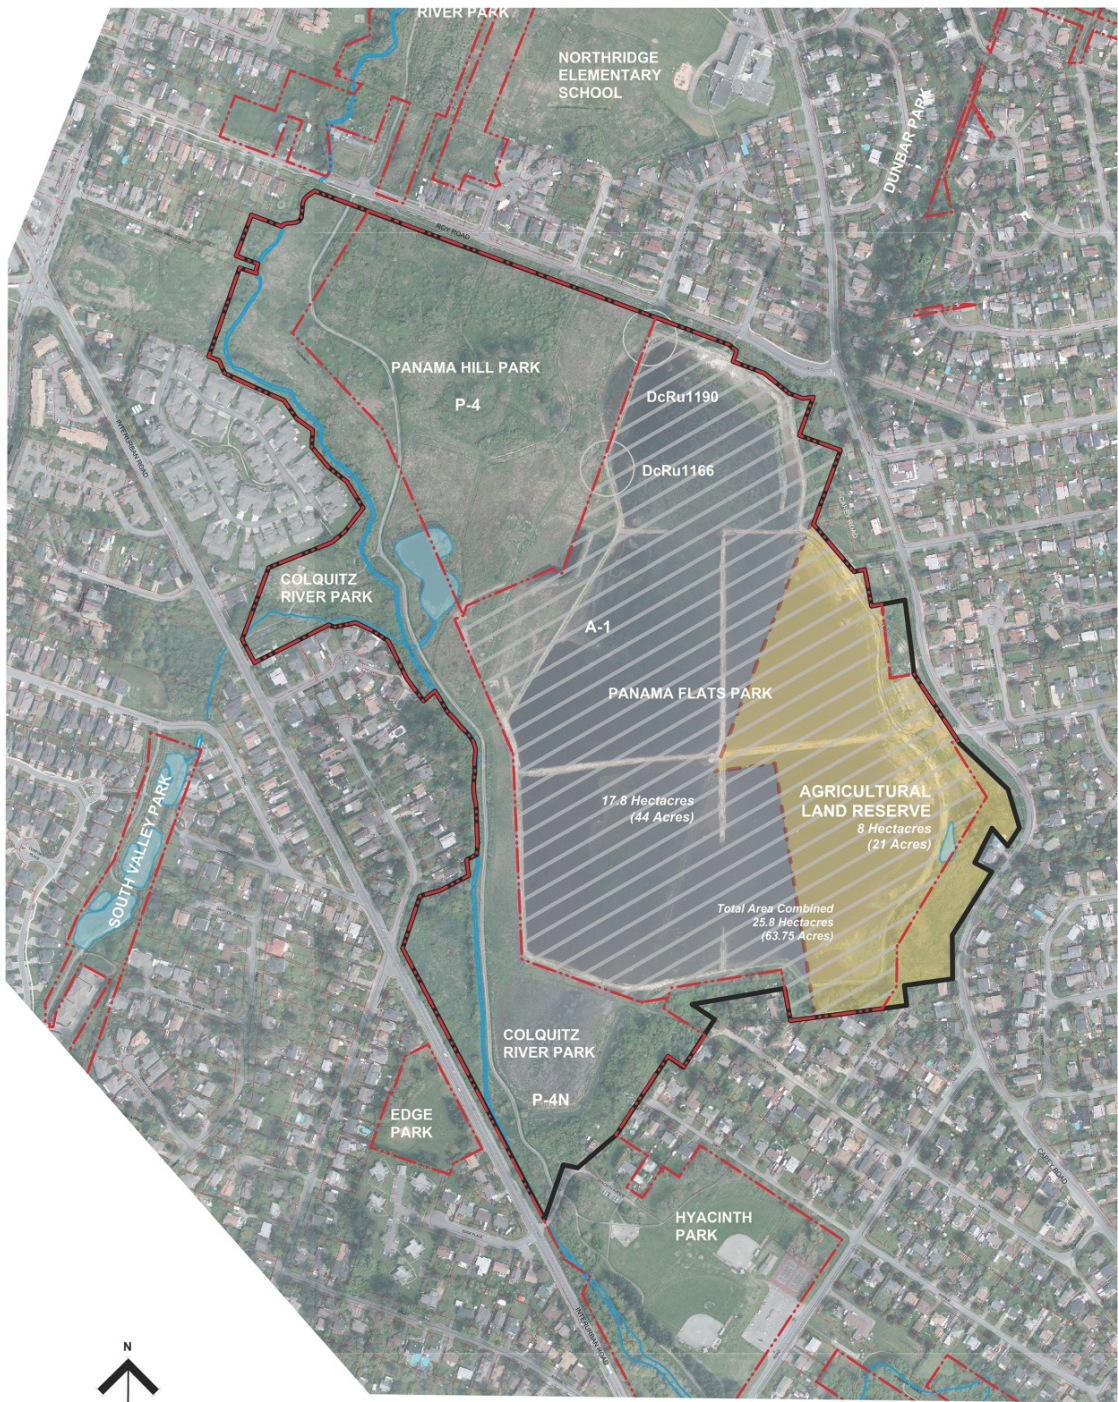 RIVER PARK
NORTHRIDGE
ELEMENTARY
SCHOOL
DUNBAR PARK
ROY ROAD
PANAMA HILL PARK
P-4
DcRu1190
DcRu1166
INTERURBAN ROAD
COLQUITZ
RIVER PARK
A-1
PANAMA FLATS PARK
17.8 Hectacres
(44 Acres)
AGRICULTURAL
LAND RESERVE
8 Hectacres
(21 Acres)
SOUTH VALLEY PARK
Total Area Combined
25.8 Hectacres
(63.75 Acres)
COLQUITZ
RIVER PARK
P-4N
EDGE
PARK
CAREY ROAD
HYACINTH
PARK
INTERURBAN ROAD
N